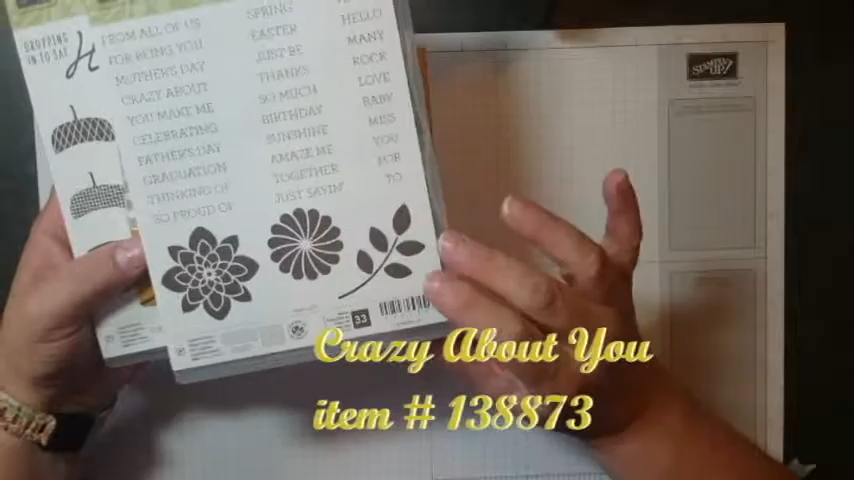 DROPPING
IN TO SAY
FROM ALL OF US
FOR BEING YOU
MOTHER'S DAY
CRAZY ABOUT
YOU MAKE ME
CELEBRATING
FATHER'S DAY
GRADUATION
THINKING OF
SO PROUD OF
SPRING
EASTER
JUST BE
THANKS
SO MUCH
BIRTHDAY
SUNSHINE
AMAZE ME
TOGETHER
JUST SAYIN'
HELLO
MANY
ROCK
LOVE
BABY
MISS
YOU
FOR
TO
33
STAMPIN' UP!
Crazy About You
item # 138873